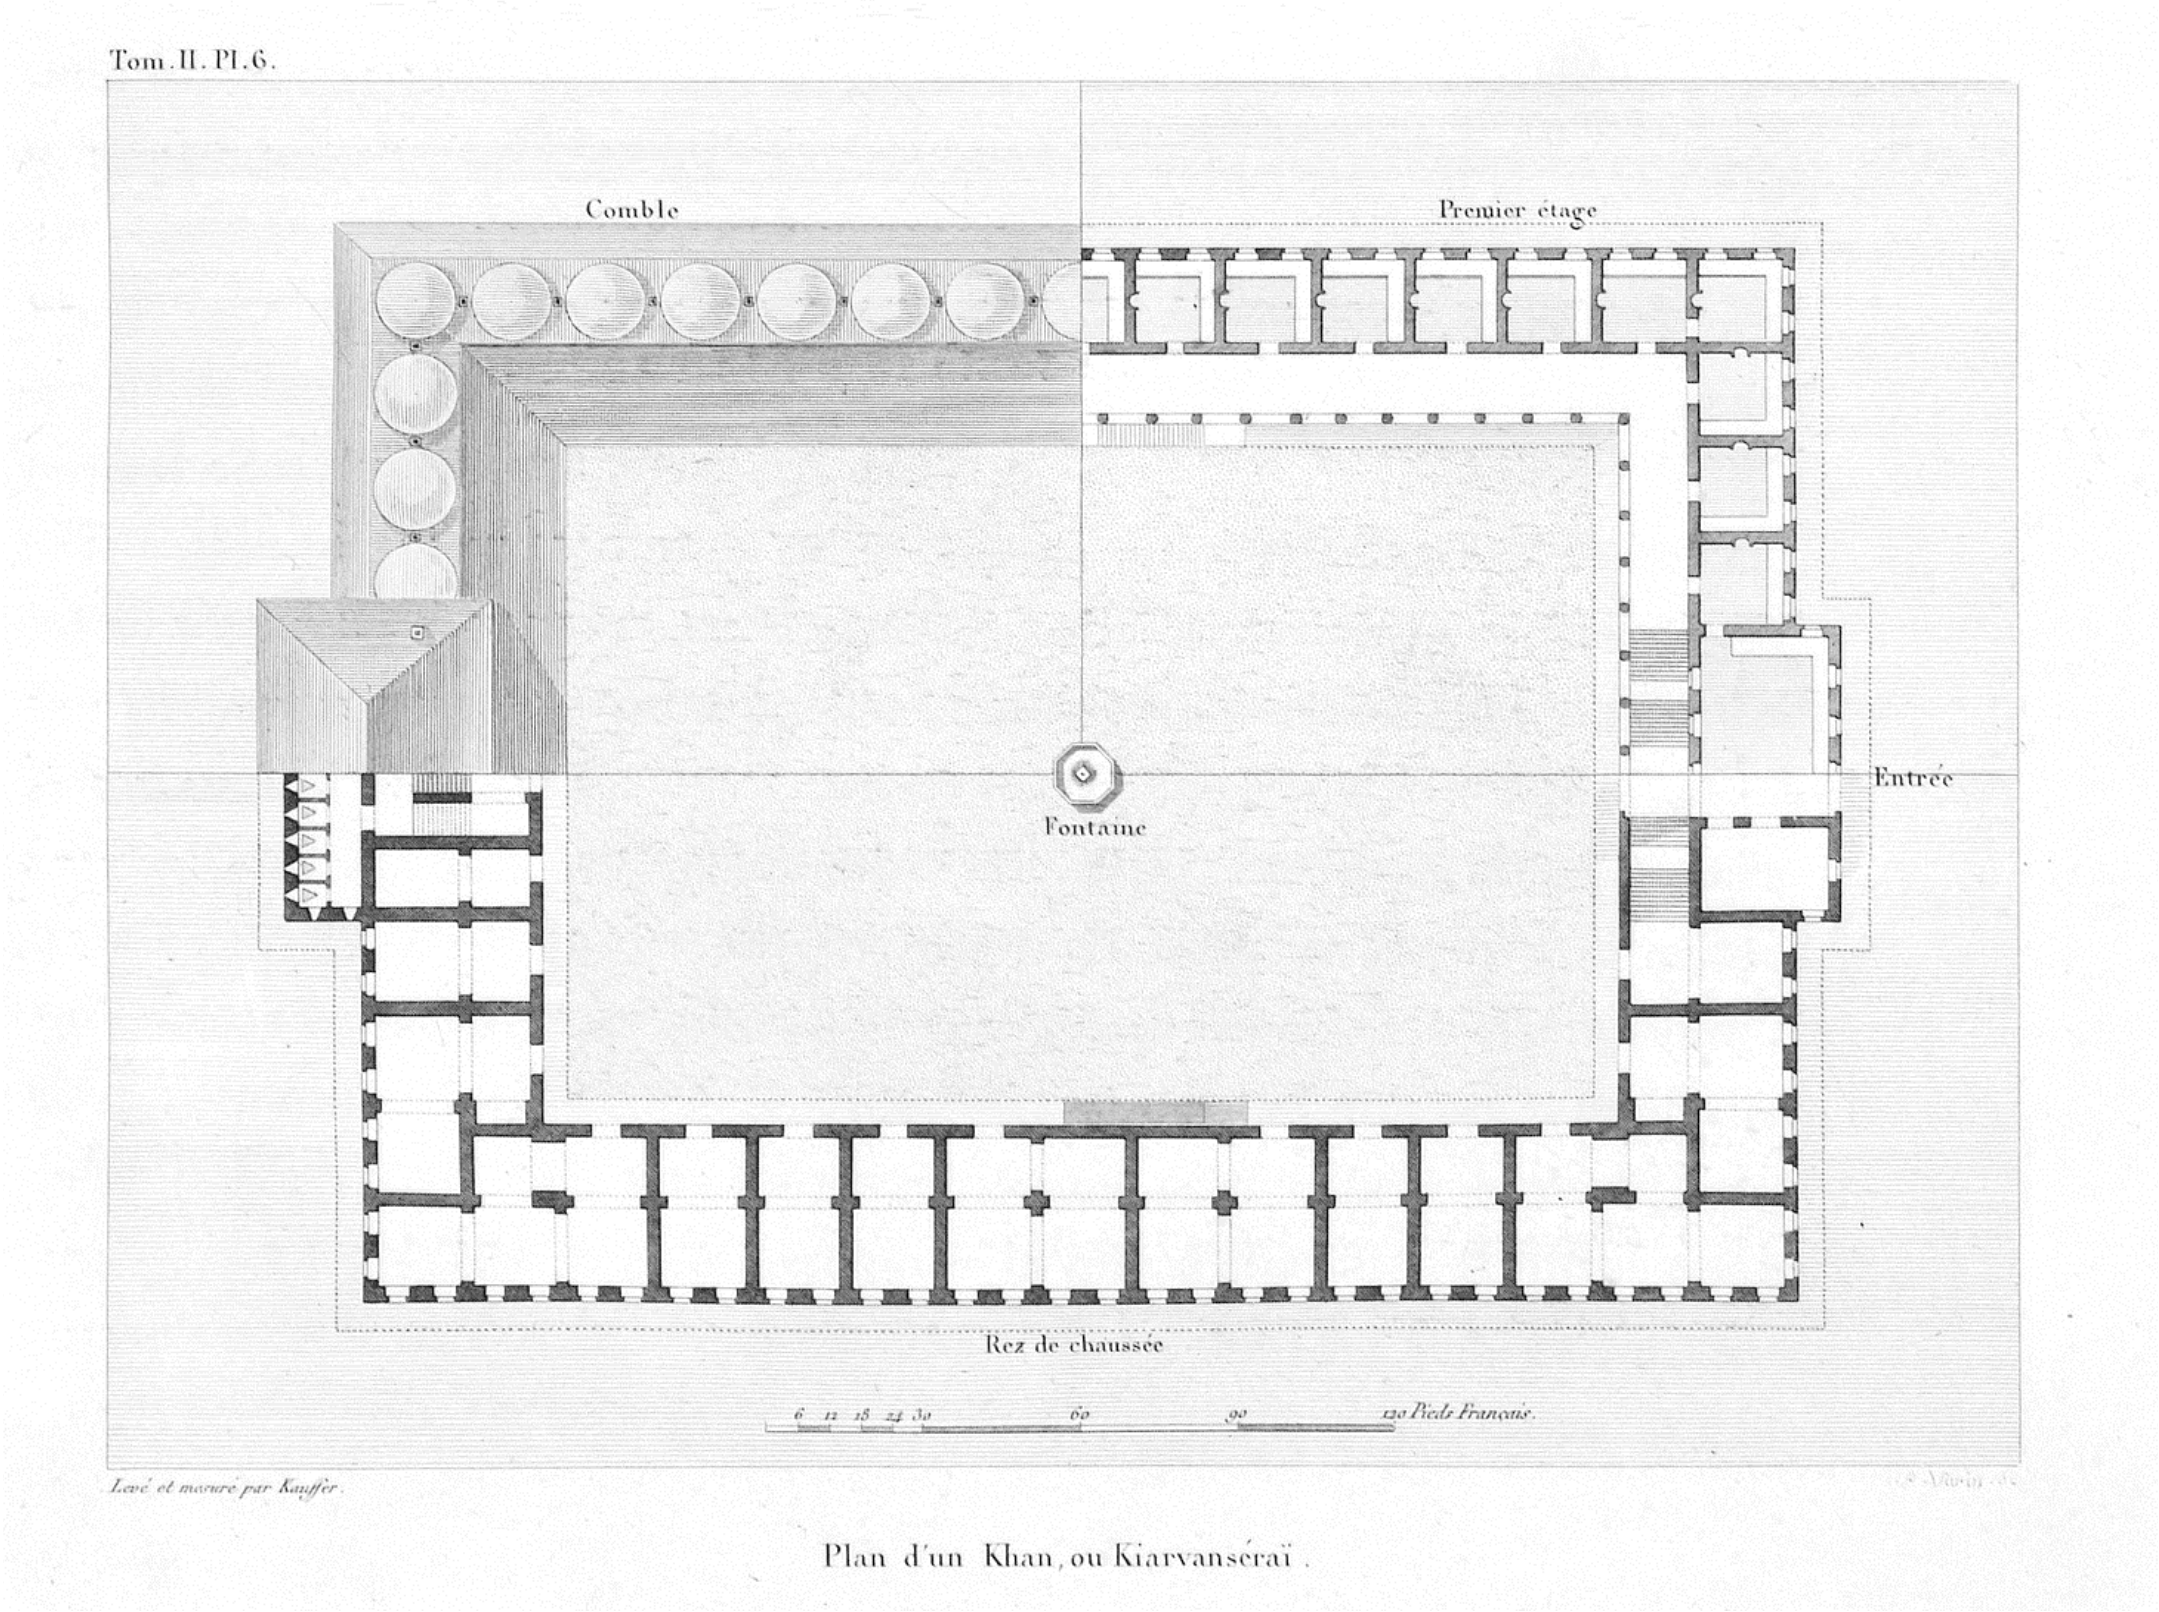 Tom. II. Pl. 6.
Comble
Premier étage
Entrée
Fontaine
Rez de chaussée
6 12 18 24 30 60 90 120 Pieds Français.
Levé et mesuré par Kauffer.
Plan d'un Khan, ou Kiarvanséraï.